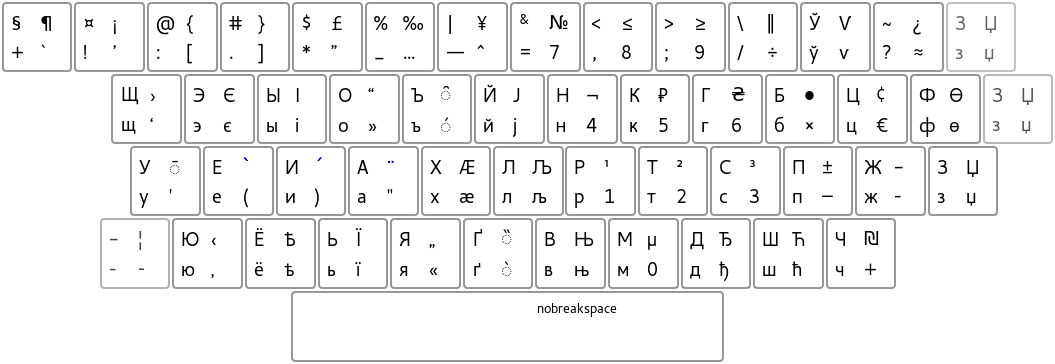 § ¶ ¤ ¡ @ { # } $ £ % ‰ | ¥ & № < ≤ > ≥ \ ‖ Ў Ѵ ~ ¿ З Џ
+ ` ! ’ : [ . ] * ” _ … — ˆ = 7 , 8 ; 9 / ÷ ў ѵ ? ≈ з џ
Щ › Э Є Ы І О “ Ъ ◌̑ Й Ј Н ¬ К ₽ Г ₴ Б ● Ц ¢ Ф Ѳ З Џ
щ ‘ э є ы і о » ъ ◌́ й ј н 4 к 5 г 6 б × ц € ф ѳ з џ
У ◌̄ Е ` И ´ А ¨ Х Æ Л Љ Р ¹ Т ² С ³ П ± Ж – З Џ
у ' е ( и ) а " х æ л љ р 1 т 2 с 3 п − ж - з џ
– ¦ Ю ‹ Ё Ѣ Ь Ї Я „ Ґ ◌̏ В Њ М µ Д Ђ Ш Ћ Ч ₪
- - ю ‚ ё ѣ ь ї я « ґ ◌̀ в њ м 0 д ђ ш ћ ч +
nobreakspace